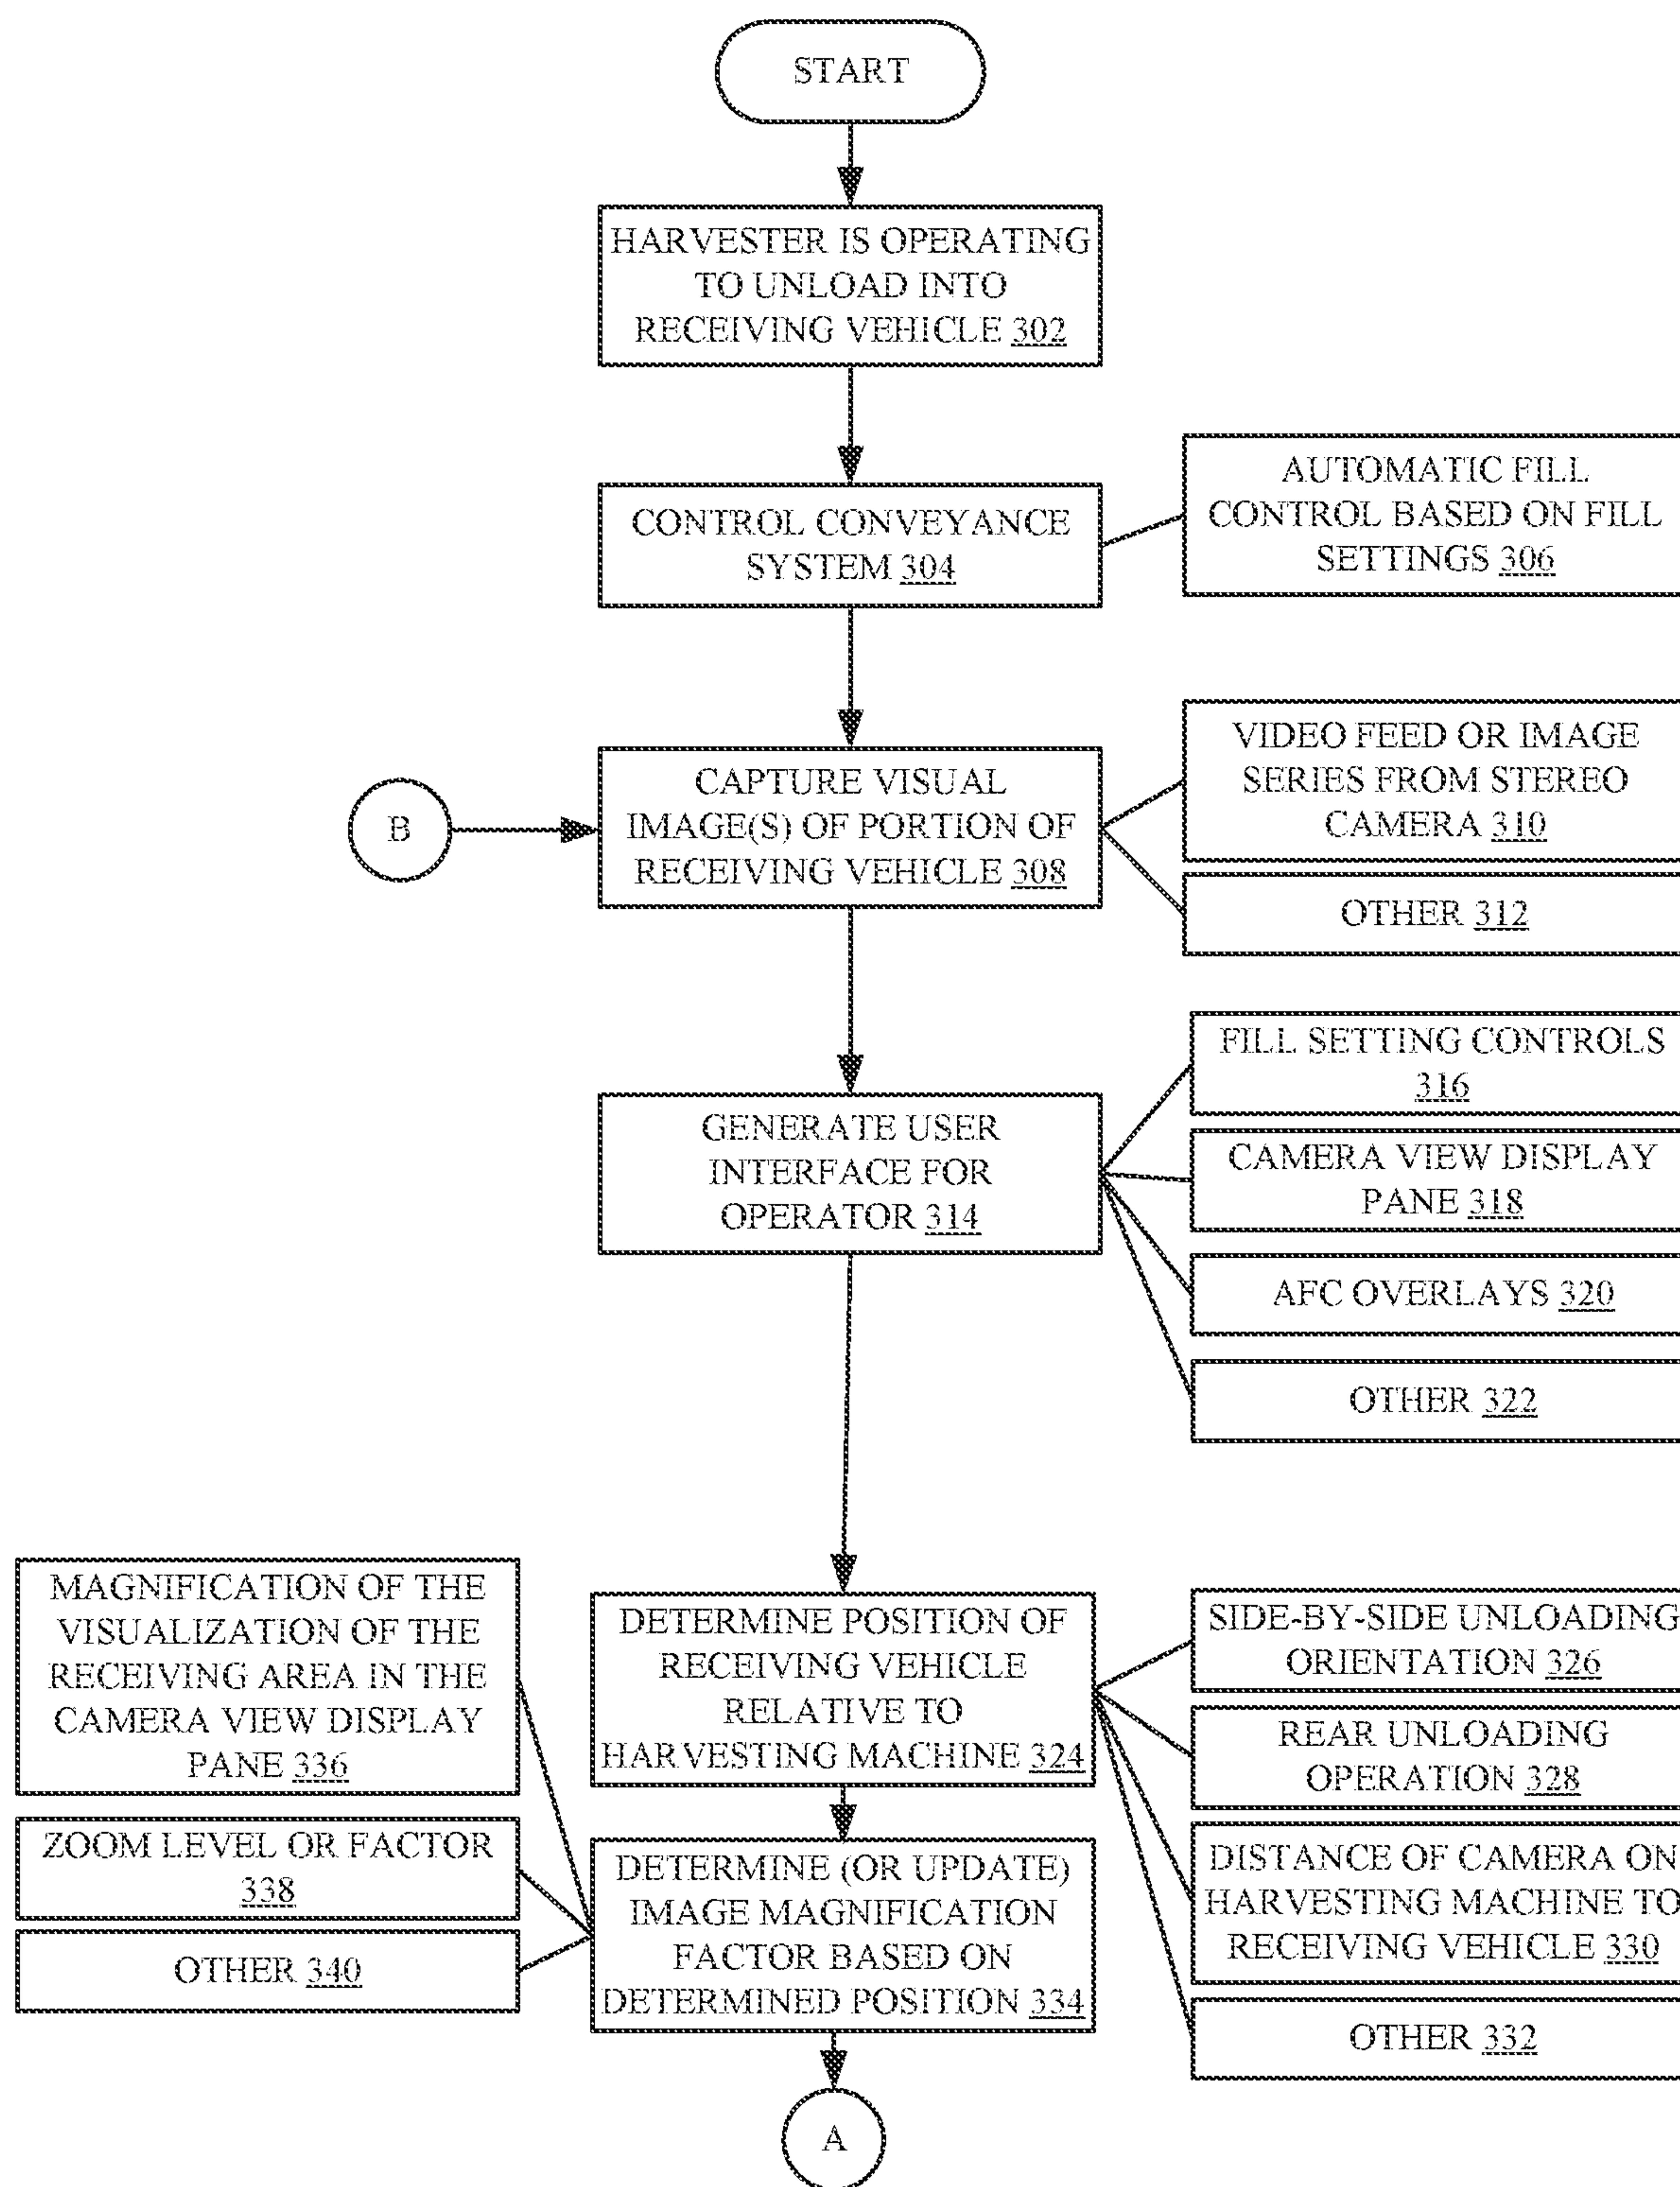 START
HARVESTER IS OPERATING
TO UNLOAD INTO
RECEIVING VEHICLE 302
CONTROL CONVEYANCE
SYSTEM 304
AUTOMATIC FILL
CONTROL BASED ON FILL
SETTINGS 306
B
CAPTURE VISUAL
IMAGE(S) OF PORTION OF
RECEIVING VEHICLE 308
VIDEO FEED OR IMAGE
SERIES FROM STEREO
CAMERA 310
OTHER 312
GENERATE USER
INTERFACE FOR
OPERATOR 314
FILL SETTING CONTROLS
316
CAMERA VIEW DISPLAY
PANE 318
AFC OVERLAYS 320
OTHER 322
DETERMINE POSITION OF
RECEIVING VEHICLE
RELATIVE TO
HARVESTING MACHINE 324
SIDE-BY-SIDE UNLOADING
ORIENTATION 326
REAR UNLOADING
OPERATION 328
DISTANCE OF CAMERA ON
HARVESTING MACHINE TO
RECEIVING VEHICLE 330
OTHER 332
MAGNIFICATION OF THE
VISUALIZATION OF THE
RECEIVING AREA IN THE
CAMERA VIEW DISPLAY
PANE 336
ZOOM LEVEL OR FACTOR
338
OTHER 340
DETERMINE (OR UPDATE)
IMAGE MAGNIFICATION
FACTOR BASED ON
DETERMINED POSITION 334
A